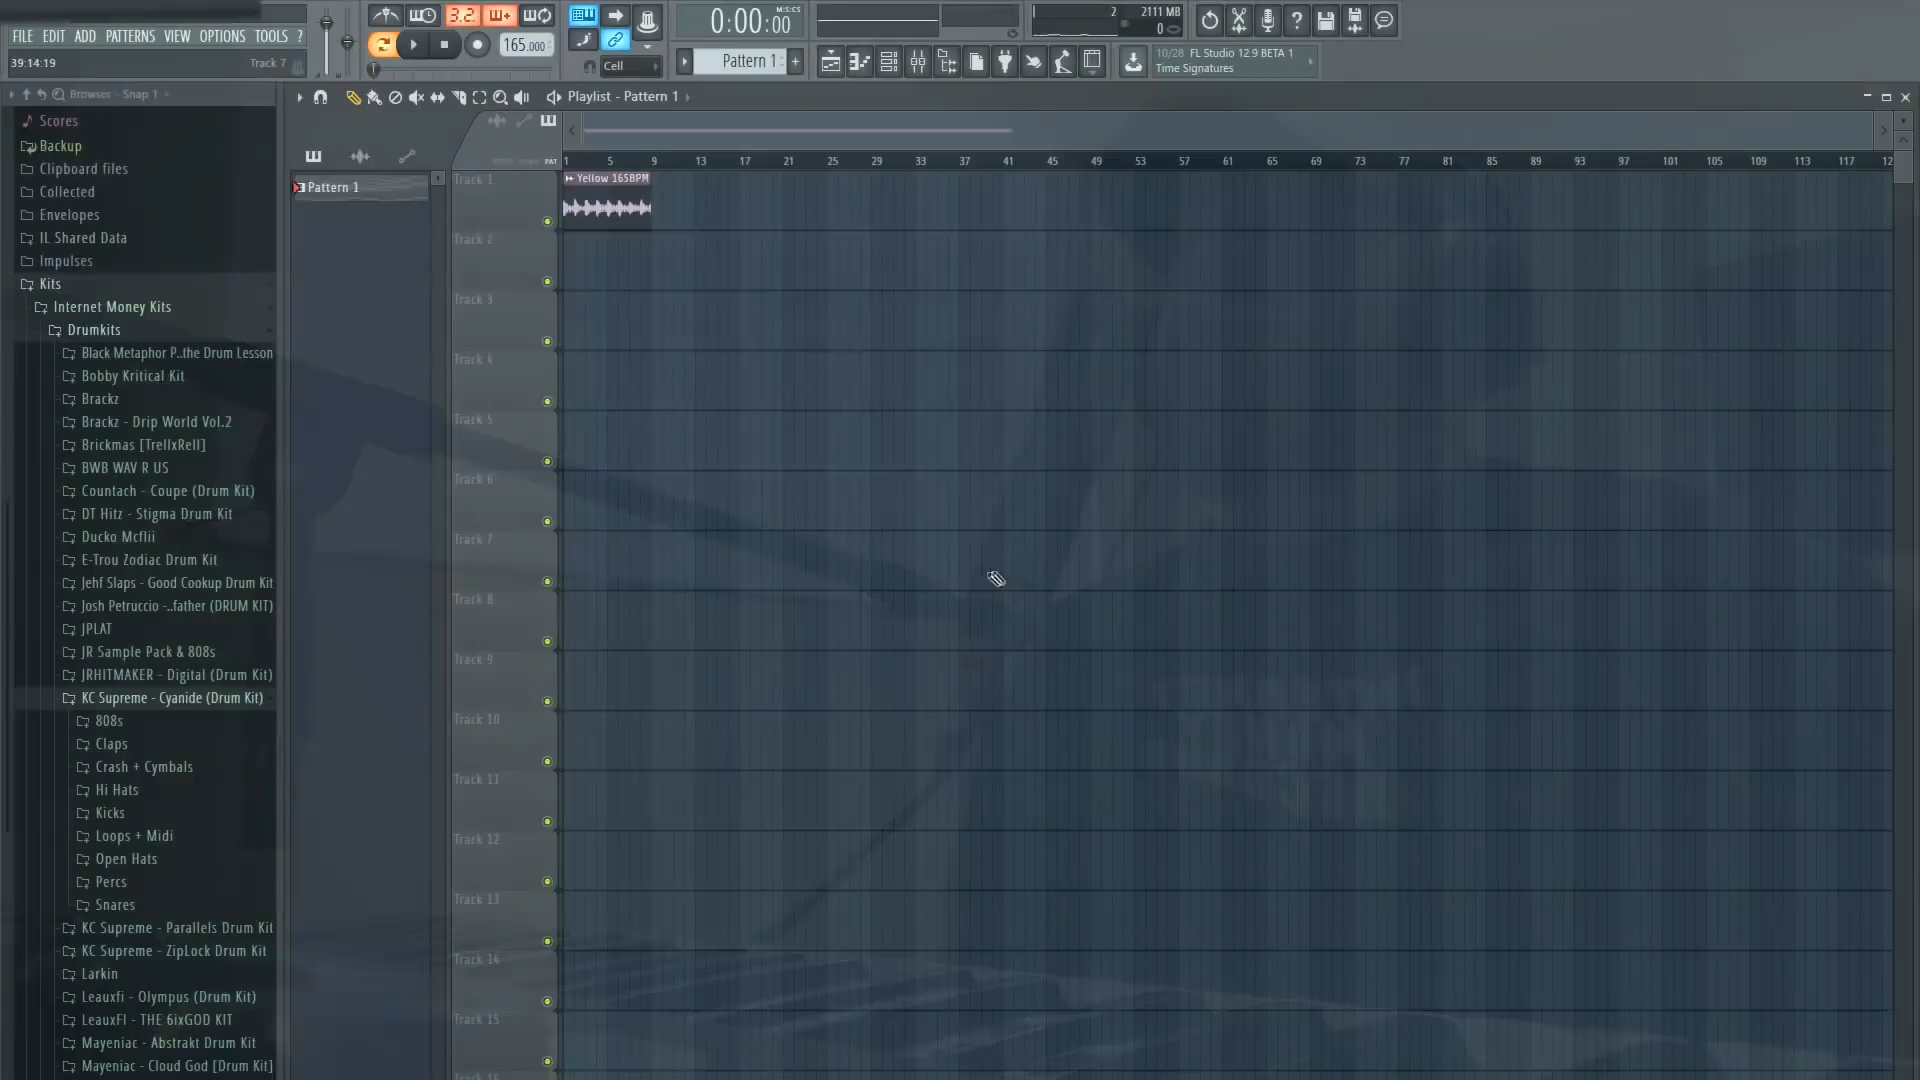 FILE EDIT ADD PATTERNS VIEW OPTIONS TOOLS ?
39:14:19 Track 7
3.2.
165.000
Cell
0:00:00 M:S:CS
Pattern 1
2 2111 MB
0
10/28 FL Studio 12.9 BETA 1
Time Signatures
Browser - Snap 1
Playlist - Pattern 1
Scores
Backup
Clipboard files
Collected
Envelopes
IL Shared Data
Impulses
Kits
Internet Money Kits
Drumkits
Black Metaphor P..the Drum Lesson
Bobby Kritical Kit
Brackz
Brackz - Drip World Vol.2
Brickmas [TrellxRell]
BWB WAV R US
Countach - Coupe (Drum Kit)
DT Hitz - Stigma Drum Kit
Ducko Mcflii
E-Trou Zodiac Drum Kit
Jehf Slaps - Good Cookup Drum Kit
Josh Petruccio -..father (DRUM KIT)
JPLAT
JR Sample Pack & 808s
JRHITMAKER - Digital (Drum Kit)
KC Supreme - Cyanide (Drum Kit)
808s
Claps
Crash + Cymbals
Hi Hats
Kicks
Loops + Midi
Open Hats
Percs
Snares
KC Supreme - Parallels Drum Kit
KC Supreme - ZipLock Drum Kit
Larkin
Leauxfi - Olympus (Drum Kit)
LeauxFI - THE 6ixGOD KIT
Mayeniac - Abstrakt Drum Kit
Mayeniac - Cloud God [Drum Kit]
Pattern 1
PAT
1 5 9 13 17 21 25 29 33 37 41 45 49 53 57 61 65 69 73 77 81 85 89 93 97 101 105 109 113 117 12
Track 1
Yellow 165BPM
Track 2
Track 3
Track 4
Track 5
Track 6
Track 7
Track 8
Track 9
Track 10
Track 11
Track 12
Track 13
Track 14
Track 15
Track 16